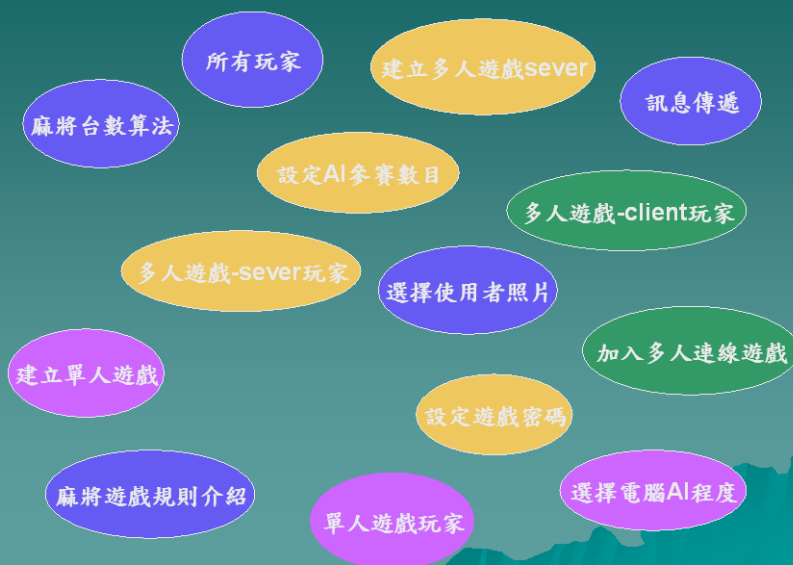 所有玩家
建立多人遊戲sever
訊息傳遞
麻將台數算法
設定AI參賽數目
多人遊戲-client玩家
多人遊戲-sever玩家
選擇使用者照片
加入多人連線遊戲
建立單人遊戲
設定遊戲密碼
麻將遊戲規則介紹
單人遊戲玩家
選擇電腦AI程度